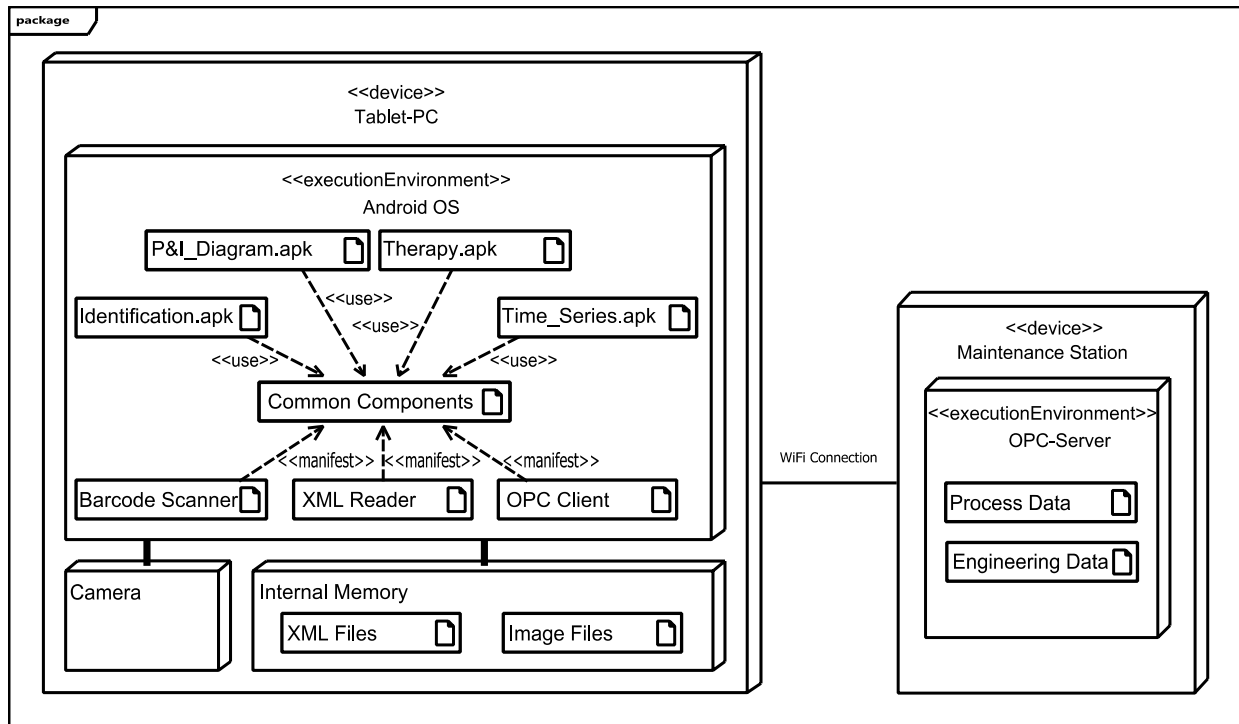 package
<<device>>
Tablet-PC
<<executionEnvironment>>
Android OS
P&I_Diagram.apk
Therapy.apk
<<use>>
<<use>>
Identification.apk
Time_Series.apk
<<use>>
<<use>>
Common Components
<<manifest>>
<<manifest>>
<<manifest>>
Barcode Scanner
XML Reader
OPC Client
Camera
Internal Memory
XML Files
Image Files
WiFi Connection
<<device>>
Maintenance Station
<<executionEnvironment>>
OPC-Server
Process Data
Engineering Data